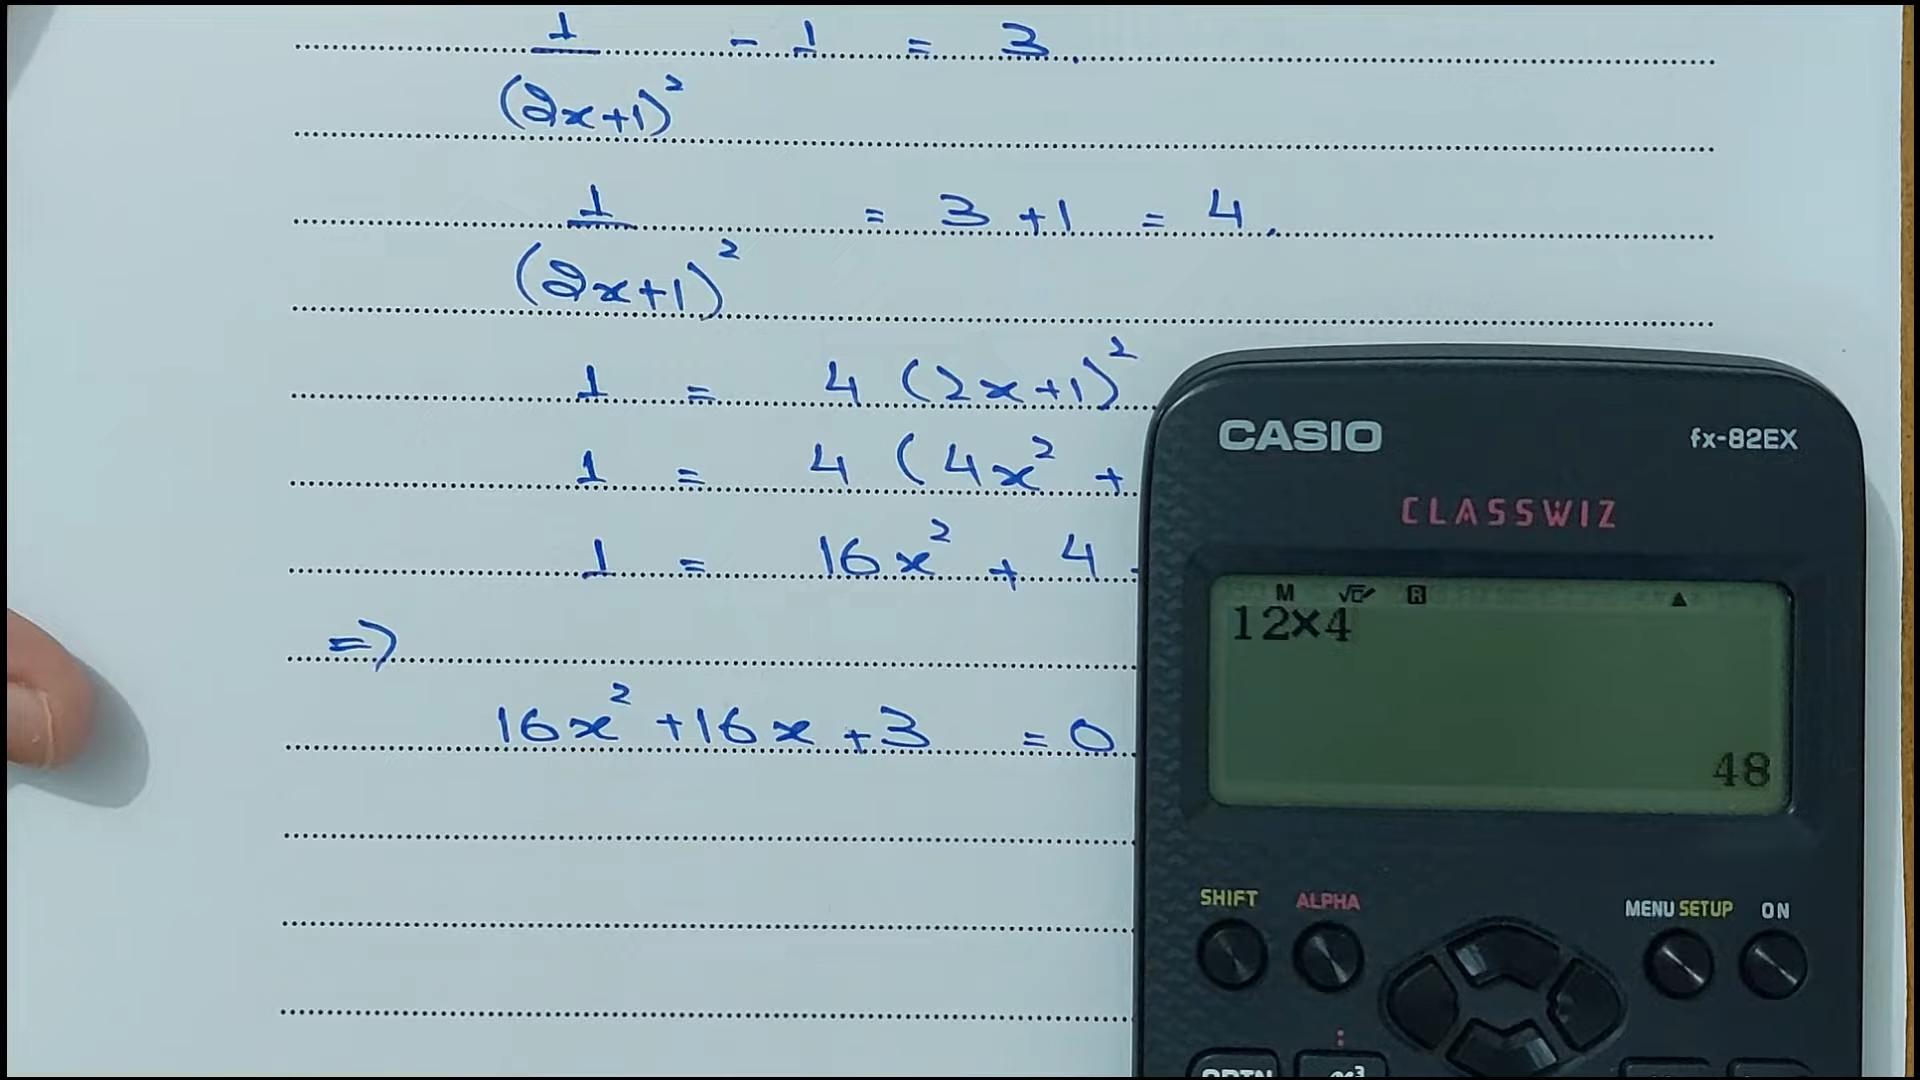 1/(2x+1)² - 1 = 3.
1/(2x+1)² = 3 + 1 = 4.
1 = 4 (2x+1)²
1 = 4 (4x² +
1 = 16x² + 4
=>
16x² + 16x + 3 = 0
CASIO fx-82EX
CLASSWIZ
M √ R ▲
12×4
48
SHIFT ALPHA MENU SETUP ON
:
OPTN x³